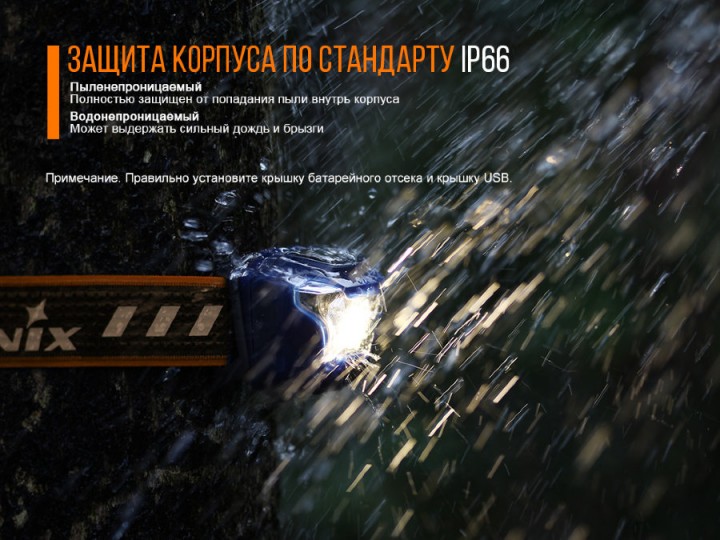 ЗАЩИТА КОРПУСА ПО СТАНДАРТУ IP66
Пыленепроницаемый
Полностью защищен от попадания пыли внутрь корпуса
Водонепроницаемый
Может выдержать сильный дождь и брызги
Примечание. Правильно установите крышку батарейного отсека и крышку USB.
NIX